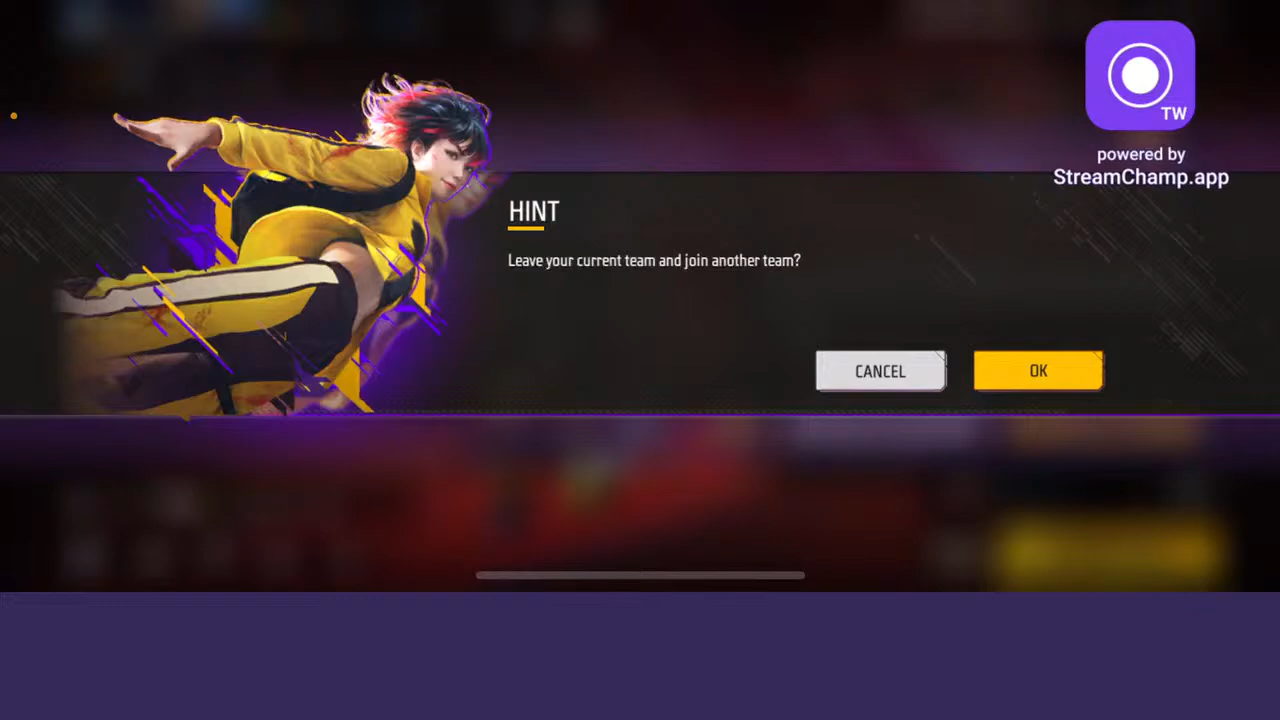 TW
powered by
StreamChamp.app
HINT
Leave your current team and join another team?
CANCEL
OK